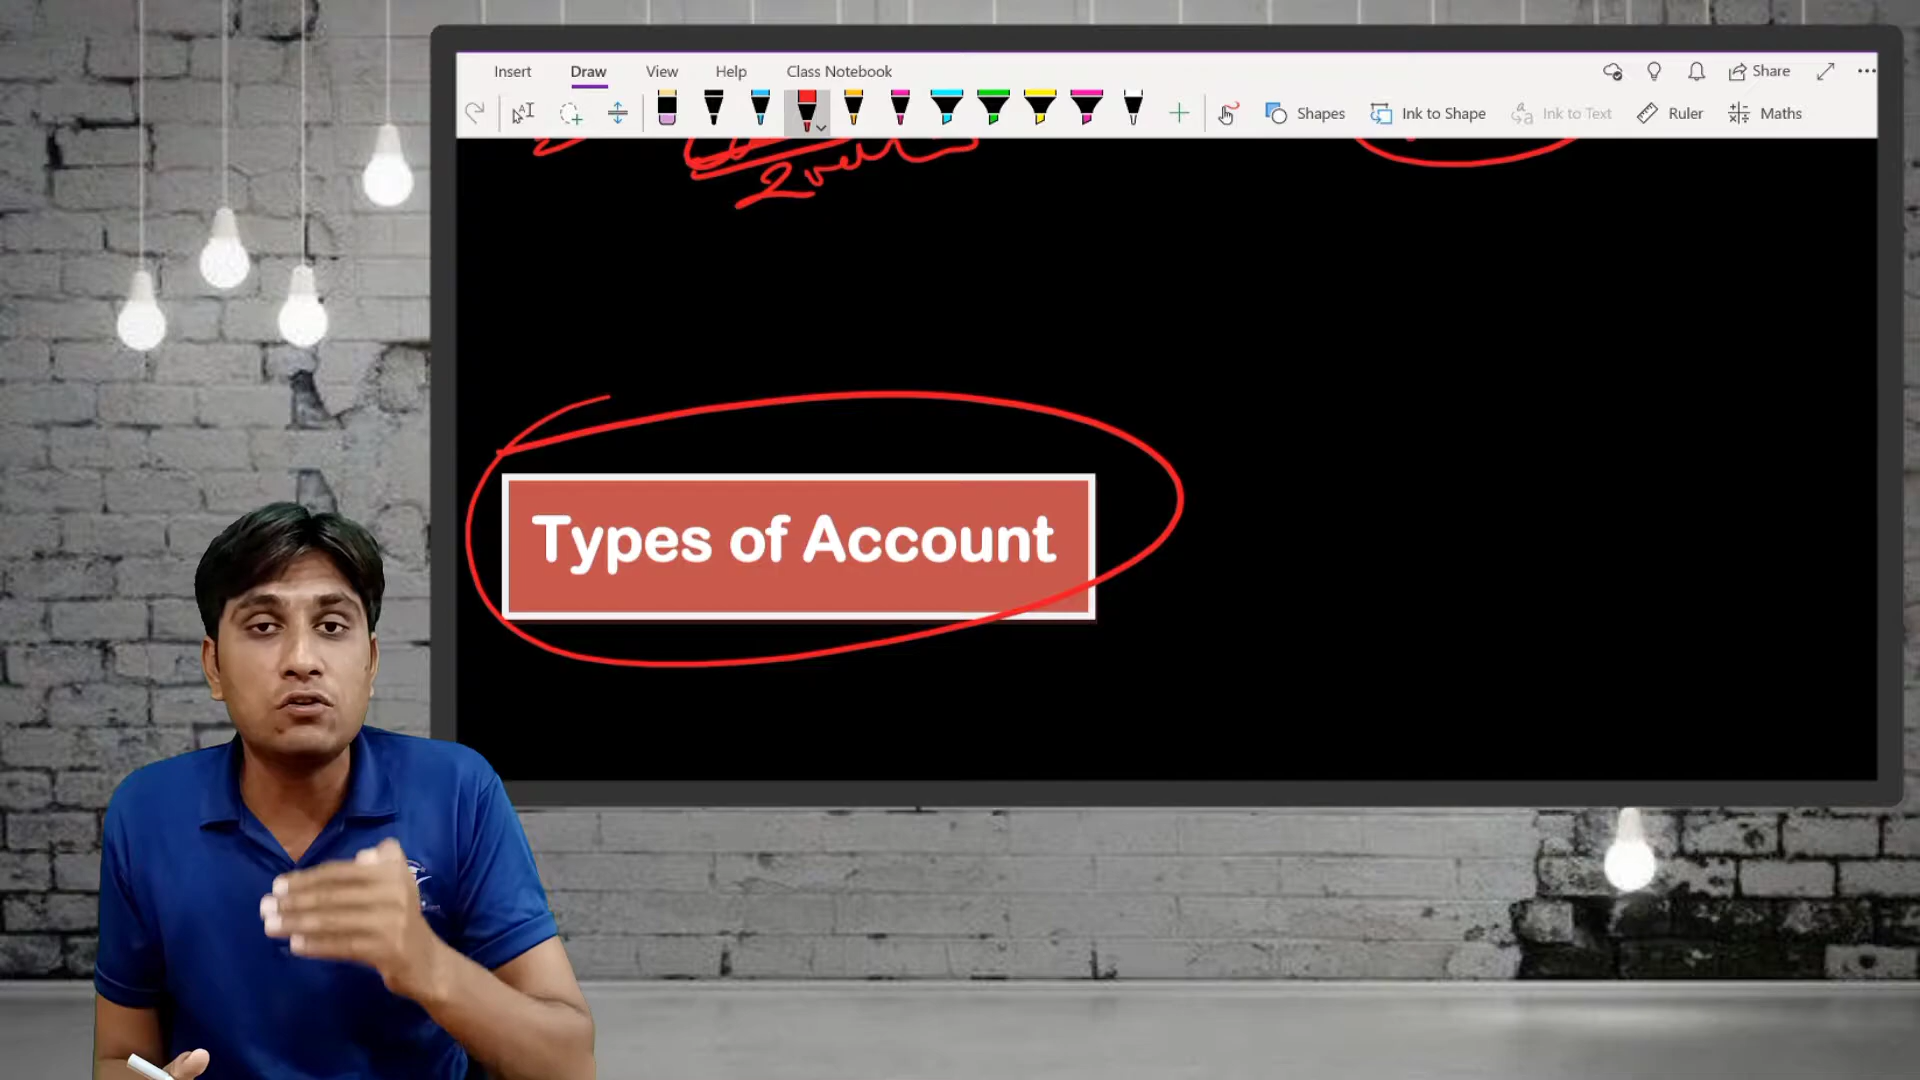 Insert Draw View Help Class Notebook Share
Shapes Ink to Shape Ink to Text Ruler Maths
Types of Account